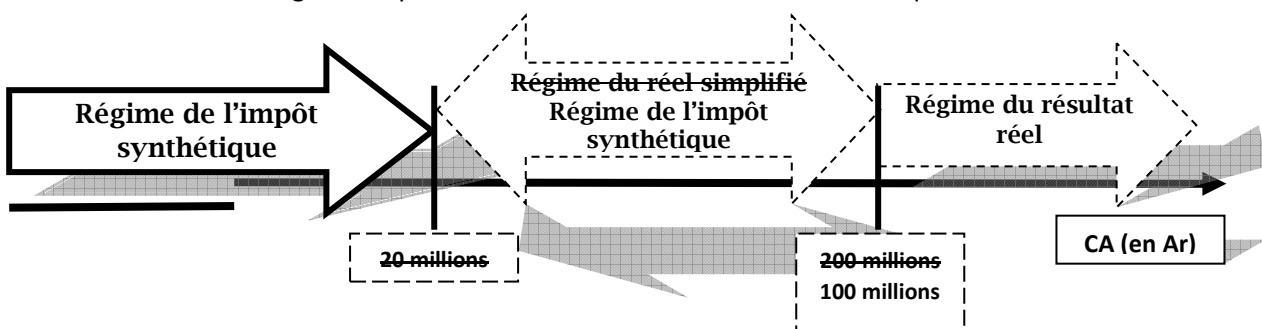 Régime de l'impôt
synthétique
Régime du réel simplifié
Régime de l'impôt
synthétique
Régime du résultat
réel
20 millions
200 millions
100 millions
CA (en Ar)